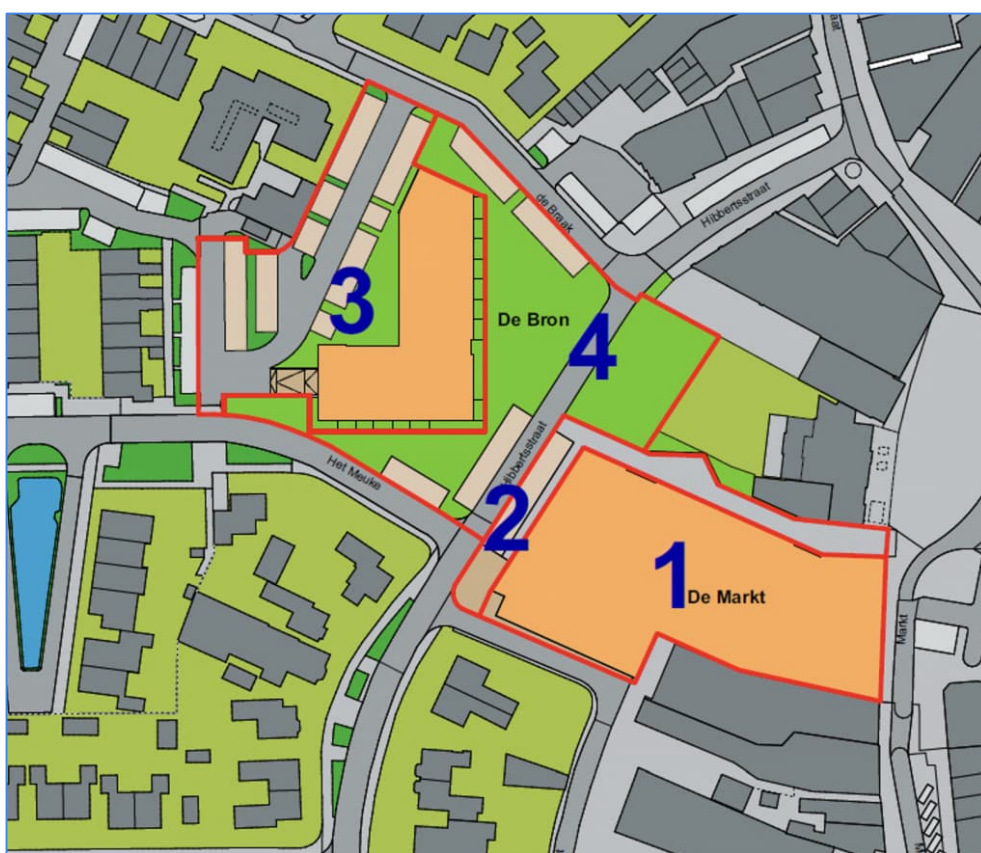 Hibbertsstraat
de Braak
3
De Bron
4
Hibbertsstraat
Het Meuke
2
1
De Markt
Markt